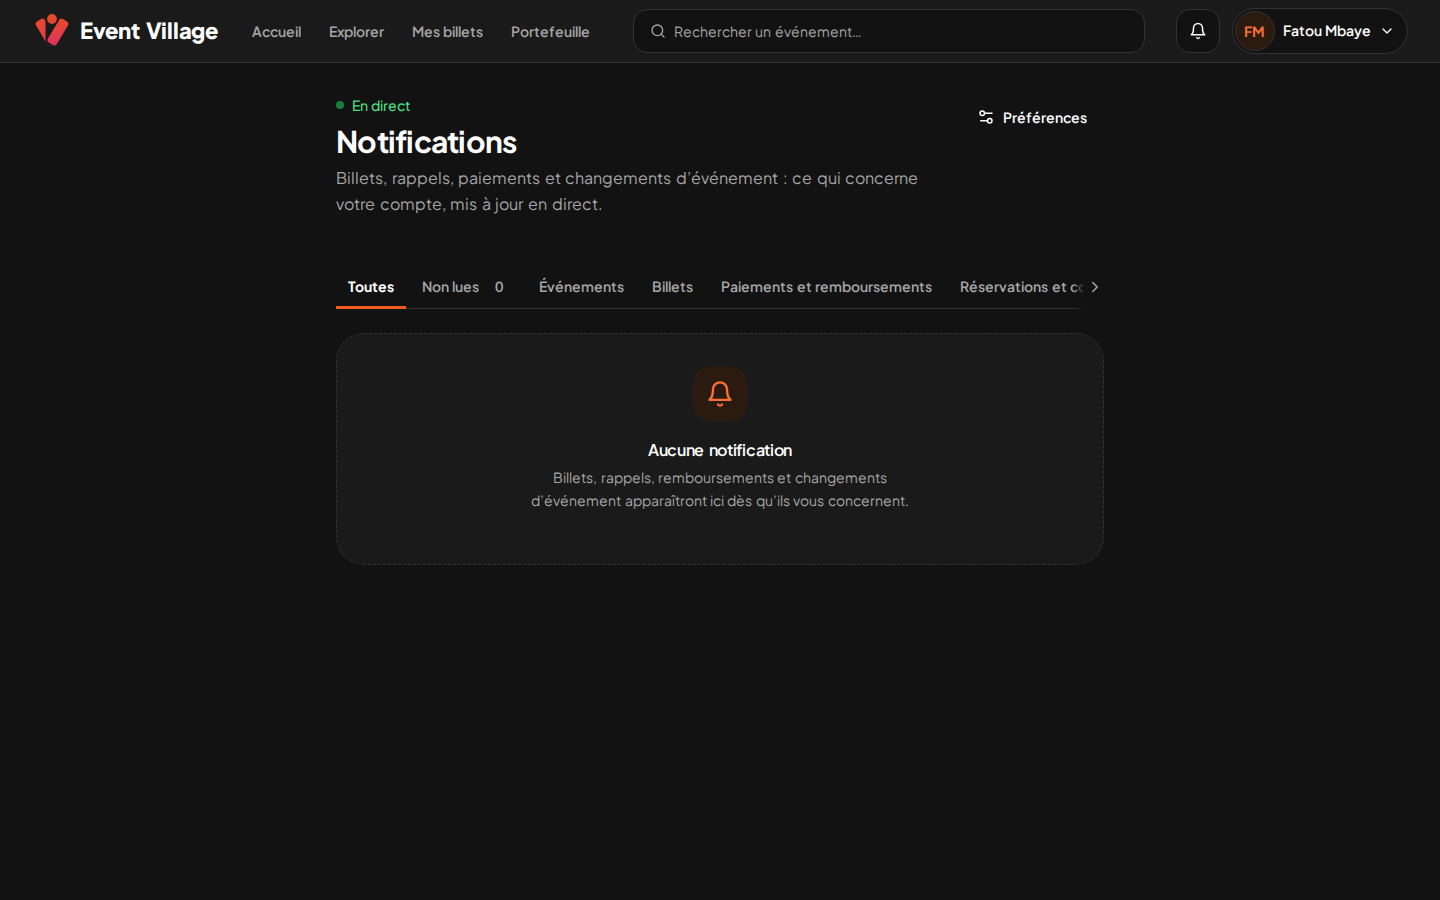 Event Village
Accueil
Explorer
Mes billets
Portefeuille
Rechercher un événement…
FM
Fatou Mbaye
En direct
Préférences
Notifications
Billets, rappels, paiements et changements d’événement : ce qui concerne
votre compte, mis à jour en direct.
Toutes
Non lues 0
Événements
Billets
Paiements et remboursements
Réservations et
Aucune notification
Billets, rappels, remboursements et changements
d’événement apparaîtront ici dès qu’ils vous concernent.